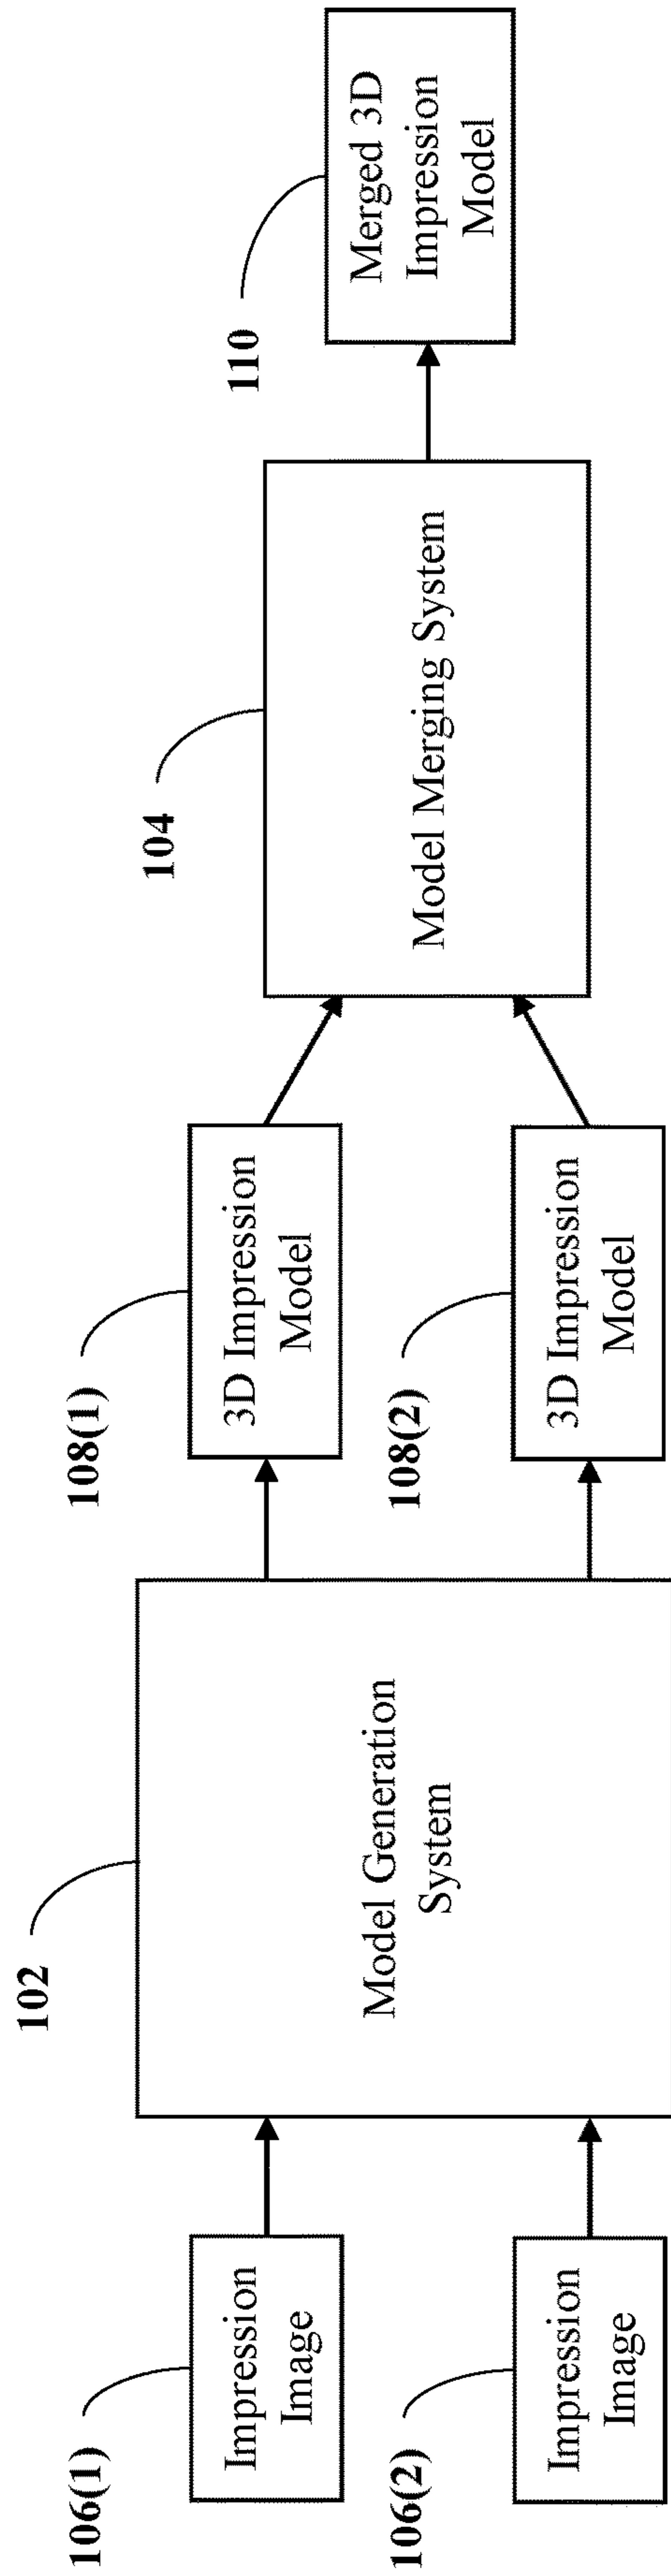 106(1)
Impression
Image
106(2)
Impression
Image
102
Model Generation
System
108(1)
3D Impression
Model
108(2)
3D Impression
Model
104
Model Merging System
110
Merged 3D
Impression
Model